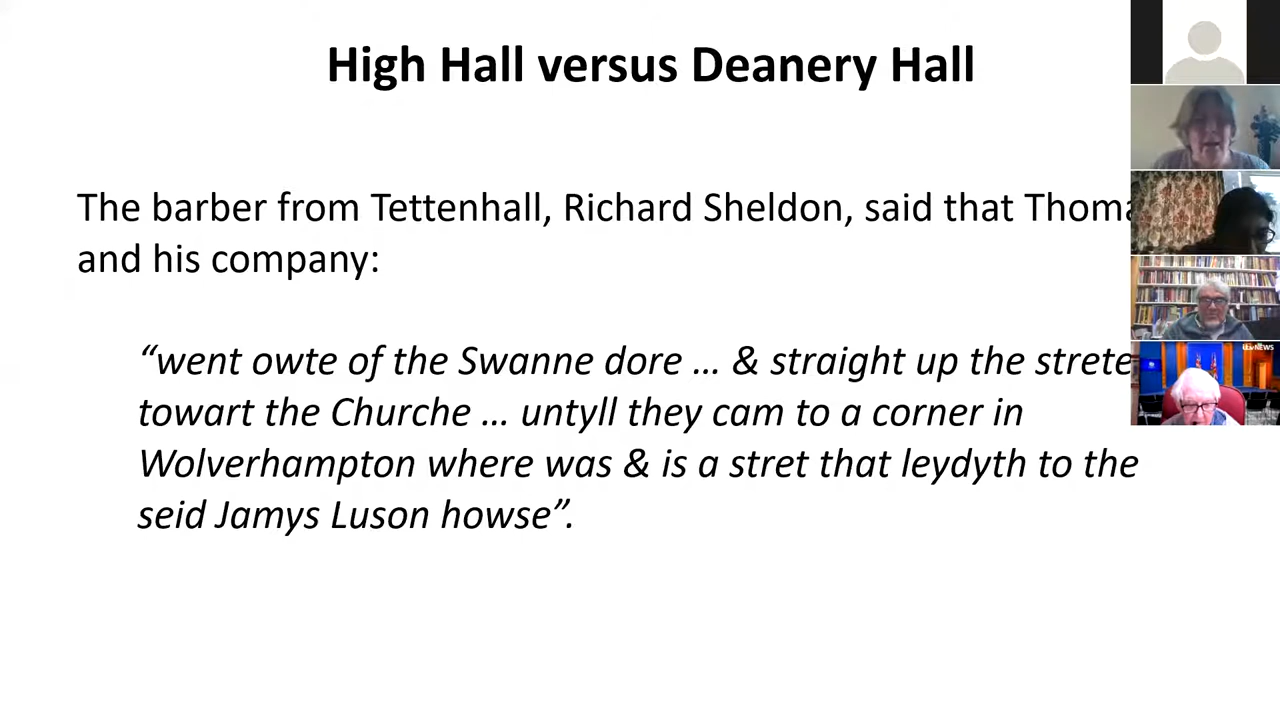 High Hall versus Deanery Hall
The barber from Tettenhall, Richard Sheldon, said that
and his company:
“went owte of the Swanne dore … & straight up the strete
towart the Churche … untyll they cam to a corner in
Wolverhampton where was & is a stret that leydyth to the
seid Jamys Luson howse”.
itv NEWS